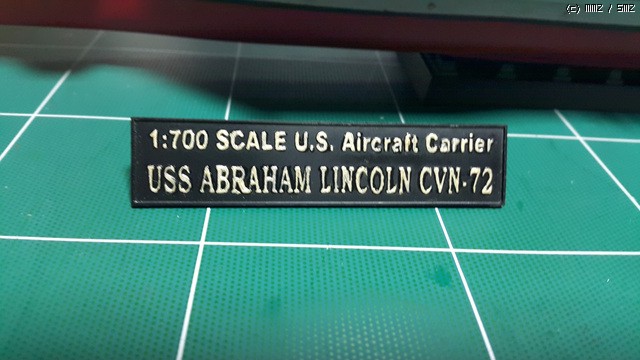 1:700 SCALE U.S. Aircraft Carrier
USS ABRAHAM LINCOLN CVN-72